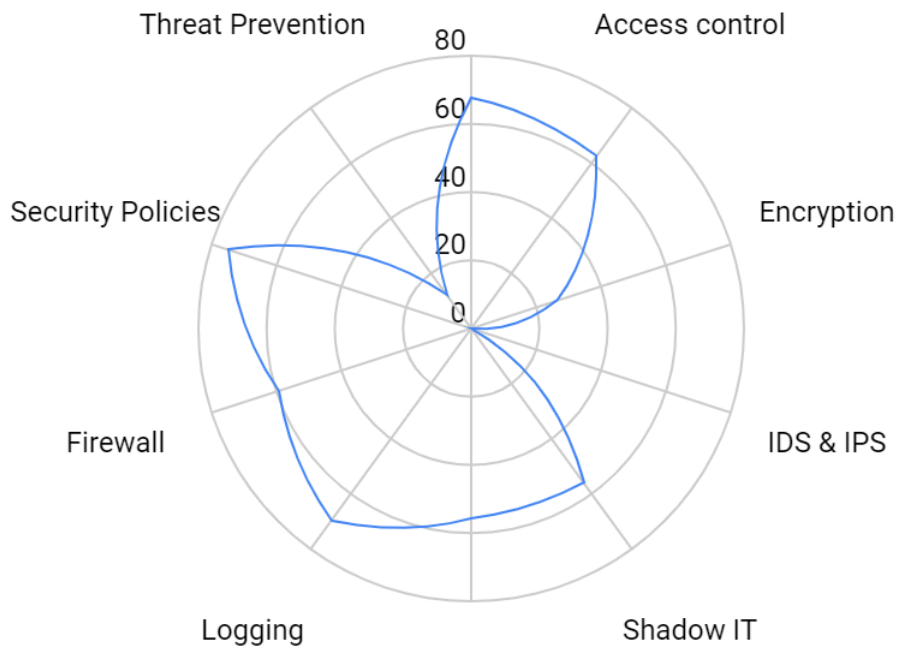 Threat Prevention
80
Access control
60
40
Security Policies
Encryption
20
0
Firewall
IDS & IPS
Logging
Shadow IT